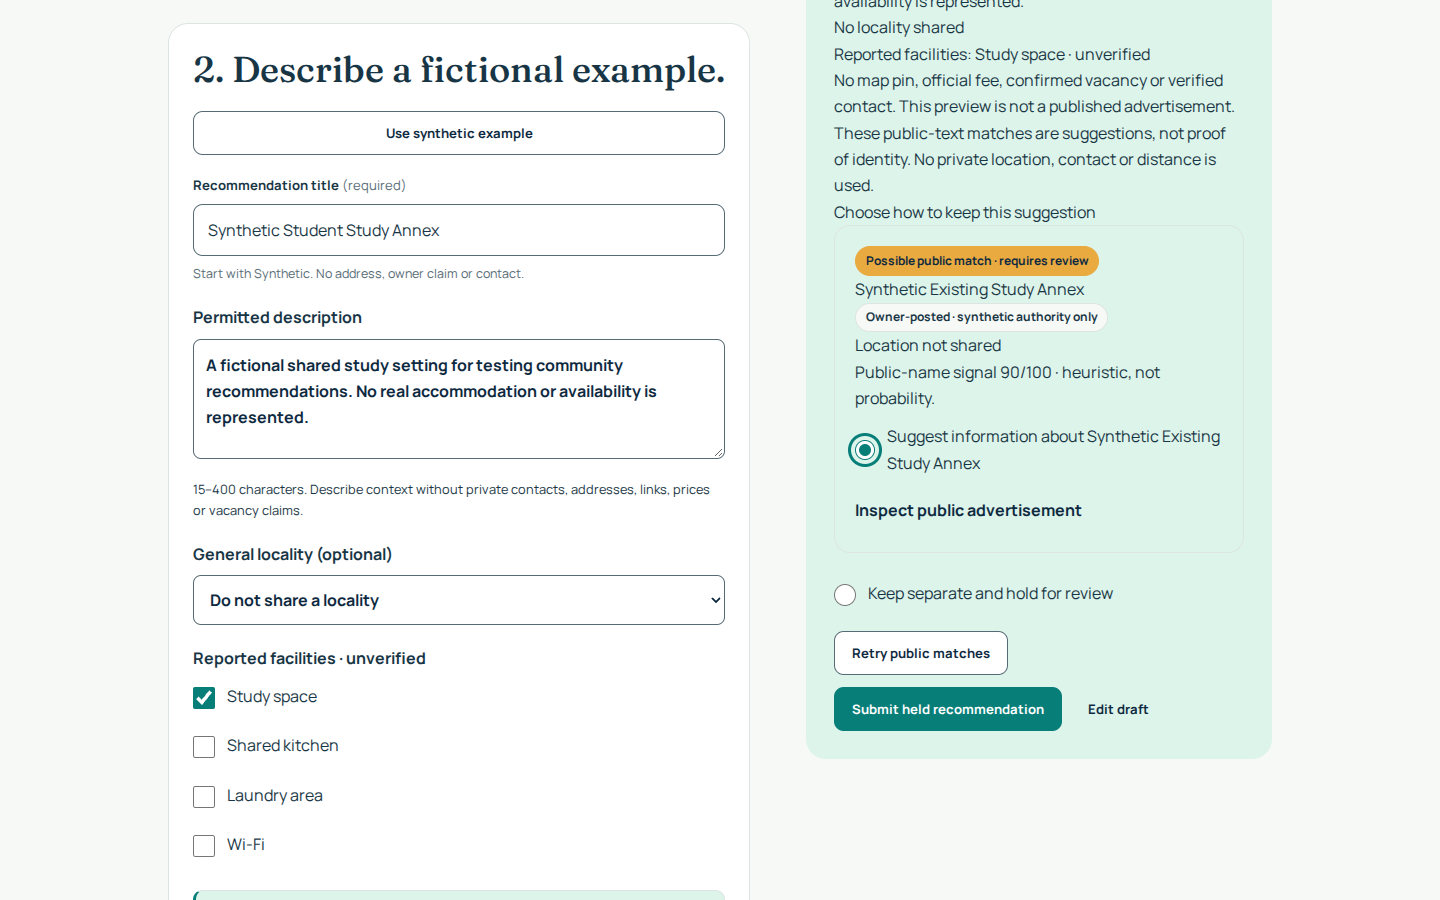 2. Describe a fictional example.
Use synthetic example
Recommendation title (required)
Synthetic Student Study Annex
Start with Synthetic. No address, owner claim or contact.
Permitted description
A fictional shared study setting for testing community
recommendations. No real accommodation or availability is
represented.
15–400 characters. Describe context without private contacts, addresses, links, prices
or vacancy claims.
General locality (optional)
Do not share a locality
Reported facilities · unverified
Study space
Shared kitchen
Laundry area
Wi-Fi
availability is represented.
No locality shared
Reported facilities: Study space · unverified
No map pin, official fee, confirmed vacancy or verified
contact. This preview is not a published advertisement.
These public-text matches are suggestions, not proof
of identity. No private location, contact or distance is
used.
Choose how to keep this suggestion
Possible public match · requires review
Synthetic Existing Study Annex
Owner-posted · synthetic authority only
Location not shared
Public-name signal 90/100 · heuristic, not
probability.
Suggest information about Synthetic Existing
Study Annex
Inspect public advertisement
Keep separate and hold for review
Retry public matches
Submit held recommendation
Edit draft